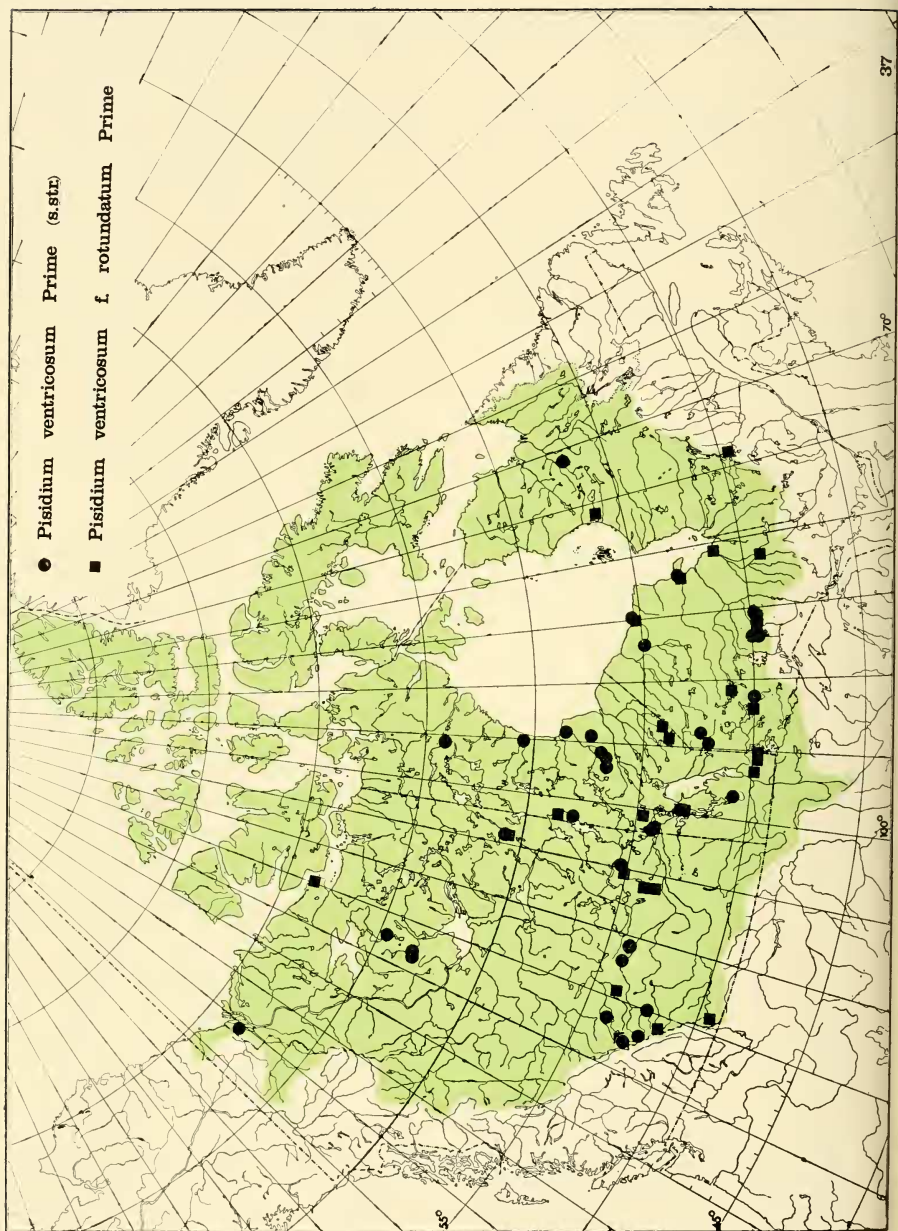 Pisidium ventricosum Prime (s.str.)
Pisidium ventricosum f. rotundatum Prime
55°
45°
100°
70°
37